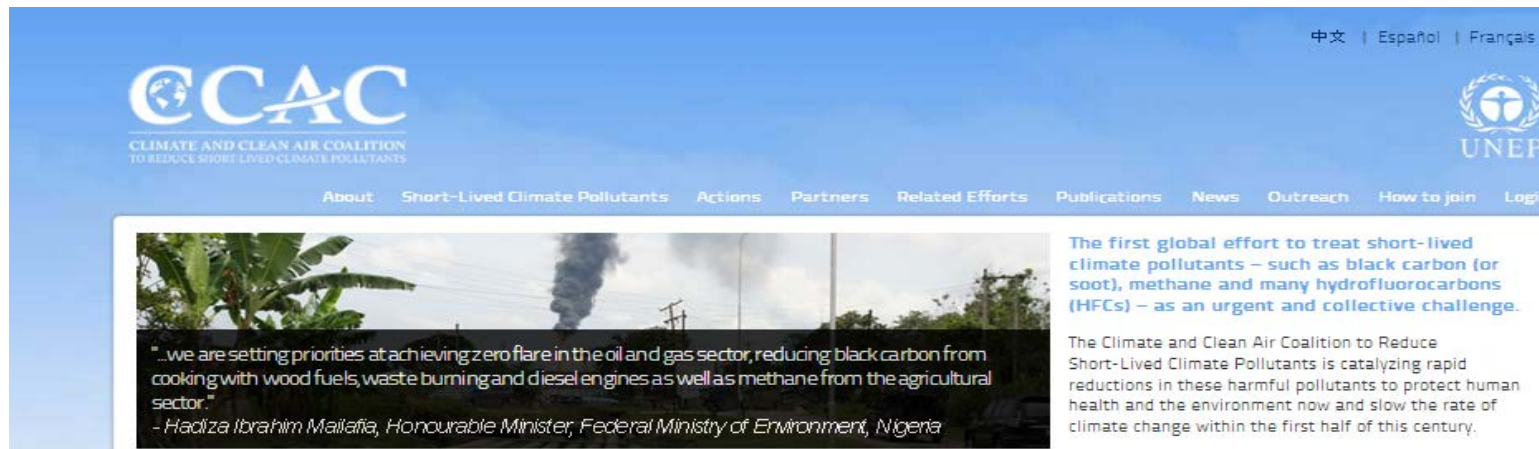 中文 | Español | Français
CCAC
CLIMATE AND CLEAN AIR COALITION
TO REDUCE SHORT-LIVED CLIMATE POLLUTANTS
UNEP
About Short-Lived Climate Pollutants Actions Partners Related Efforts Publications News Outreach How to join Logi
"...we are setting priorities at achieving zero flare in the oil and gas sector, reducing black carbon from
cooking with wood fuels, waste burning and diesel engines as well as methane from the agricultural
sector."
- Hadiza Ibrahim Mailafia, Honourable Minister, Federal Ministry of Environment, Nigeria
The first global effort to treat short-lived
climate pollutants – such as black carbon (or
soot), methane and many hydrofluorocarbons
(HFCs) – as an urgent and collective challenge.
The Climate and Clean Air Coalition to Reduce
Short-Lived Climate Pollutants is catalyzing rapid
reductions in these harmful pollutants to protect human
health and the environment now and slow the rate of
climate change within the first half of this century.